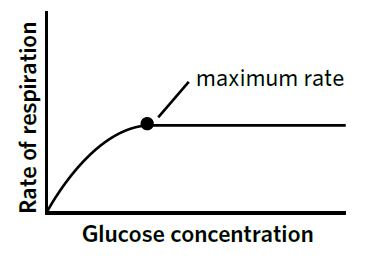 Rate of respiration
maximum rate
Glucose concentration